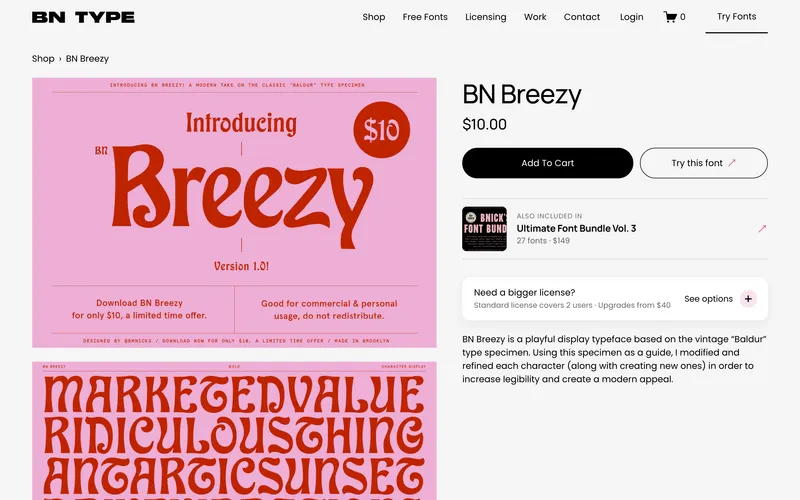 BN TYPE
Shop Free Fonts Licensing Work Contact Login 0 Try Fonts
Shop › BN Breezy
INTRODUCING BN BREEZY! A MODERN TAKE ON THE CLASSIC "BALDUR" TYPE SPECIMEN
Introducing
$10
BN
Breezy
Version 1.0!
Download BN Breezy
for only $10, a limited time offer.
Good for commercial & personal
usage, do not redistribute.
DESIGNED BY @BMNICKS / DOWNLOAD NOW FOR ONLY $10, A LIMITED TIME OFFER / MADE IN BROOKLYN
BN BREEZY BOLD CHARACTER DISPLAY
MARKETEDVALUE
RIDICULOUSTHING
ANTARTICSUNSET
BN Breezy
$10.00
Add To Cart
Try this font
BNICK'S
FONT BUND
ALSO INCLUDED IN
Ultimate Font Bundle Vol. 3
27 fonts · $149
Need a bigger license?
Standard license covers 2 users · Upgrades from $40
See options
BN Breezy is a playful display typeface based on the vintage “Baldur”
type specimen. Using this specimen as a guide, I modified and
refined each character (along with creating new ones) in order to
increase legibility and create a modern appeal.